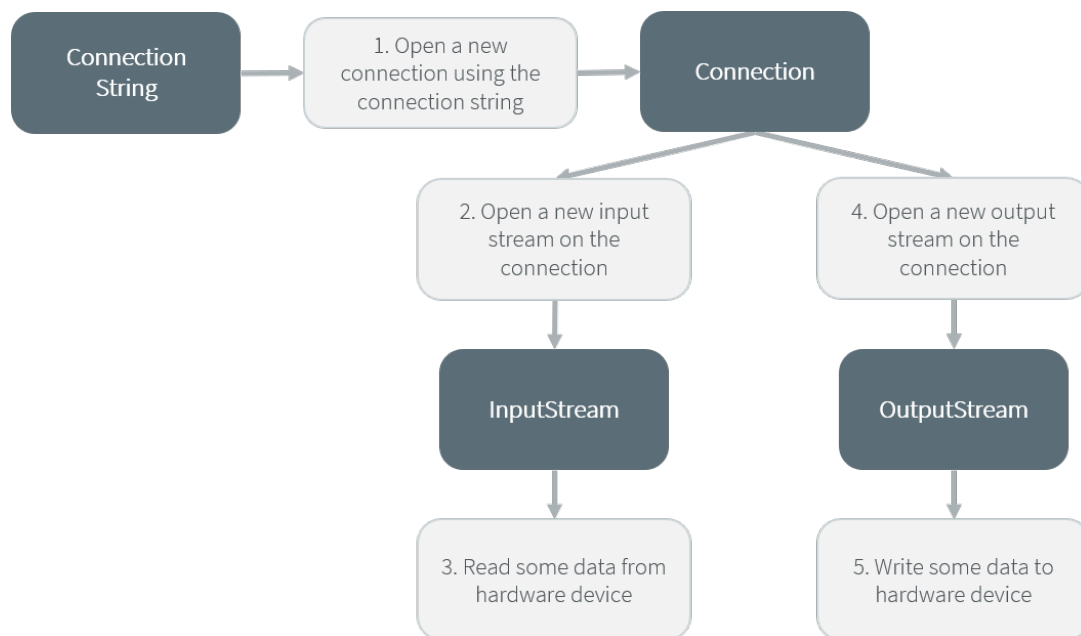 Connection
String
1. Open a new
connection using the
connection string
Connection
2. Open a new input
stream on the
connection
4. Open a new output
stream on the
connection
InputStream
OutputStream
3. Read some data from
hardware device
5. Write some data to
hardware device